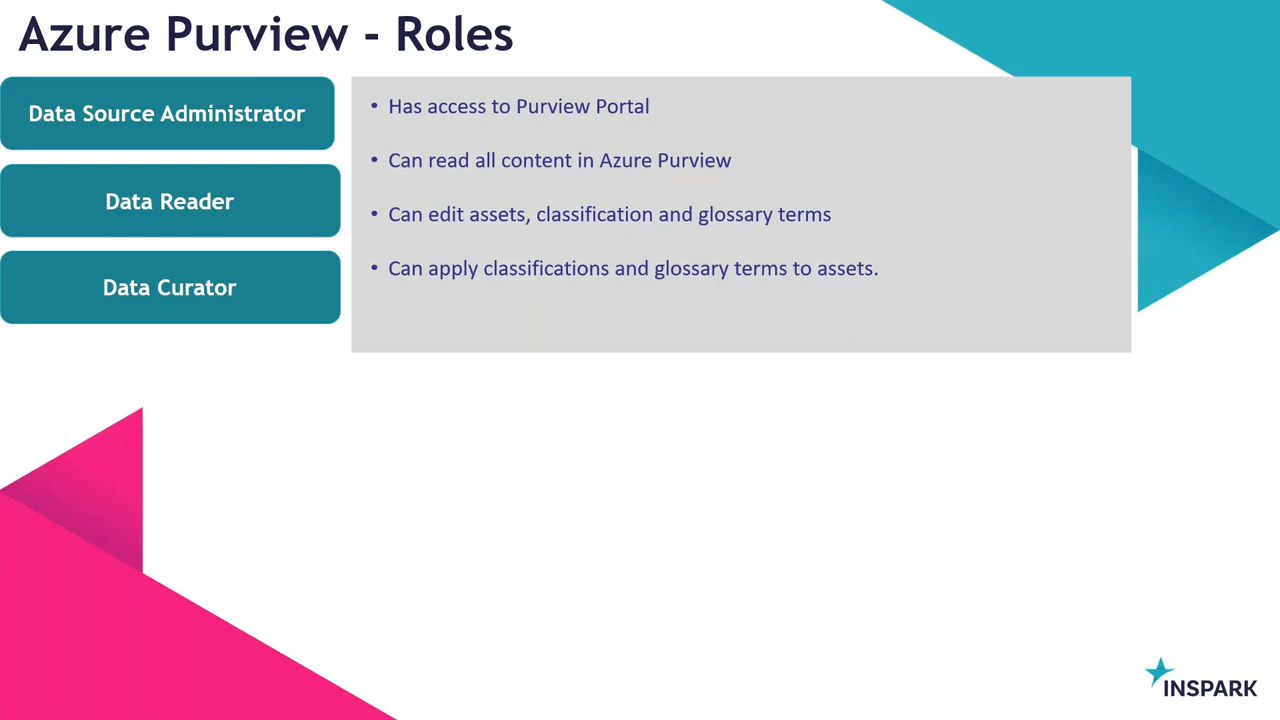 Azure Purview - Roles
Data Source Administrator
Data Reader
Data Curator
• Has access to Purview Portal
• Can read all content in Azure Purview
• Can edit assets, classification and glossary terms
• Can apply classifications and glossary terms to assets.
INSPARK